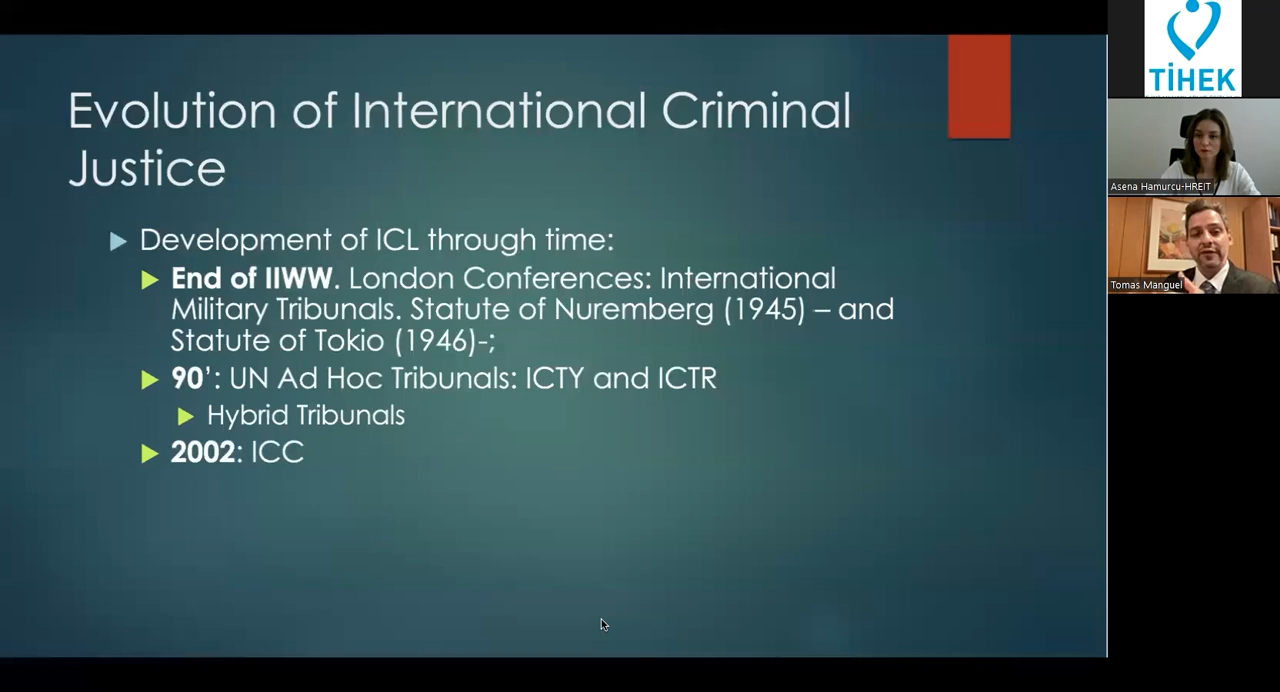 Evolution of International Criminal
Justice
Development of ICL through time:
End of IIWW. London Conferences: International
Military Tribunals. Statute of Nuremberg (1945) – and
Statute of Tokio (1946)-;
90': UN Ad Hoc Tribunals: ICTY and ICTR
Hybrid Tribunals
2002: ICC
TİHEK
Asena Hamurcu-HREIT
Tomas Manguel